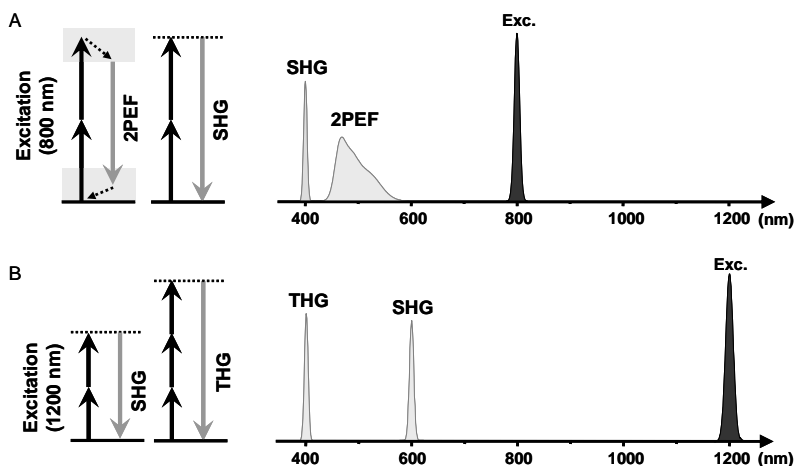 A
Excitation
(800 nm)
2PEF
SHG
SHG
2PEF
Exc.
400 600 800 1000 1200 (nm)
B
Excitation
(1200 nm)
SHG
THG
THG
SHG
Exc.
400 600 800 1000 1200 (nm)